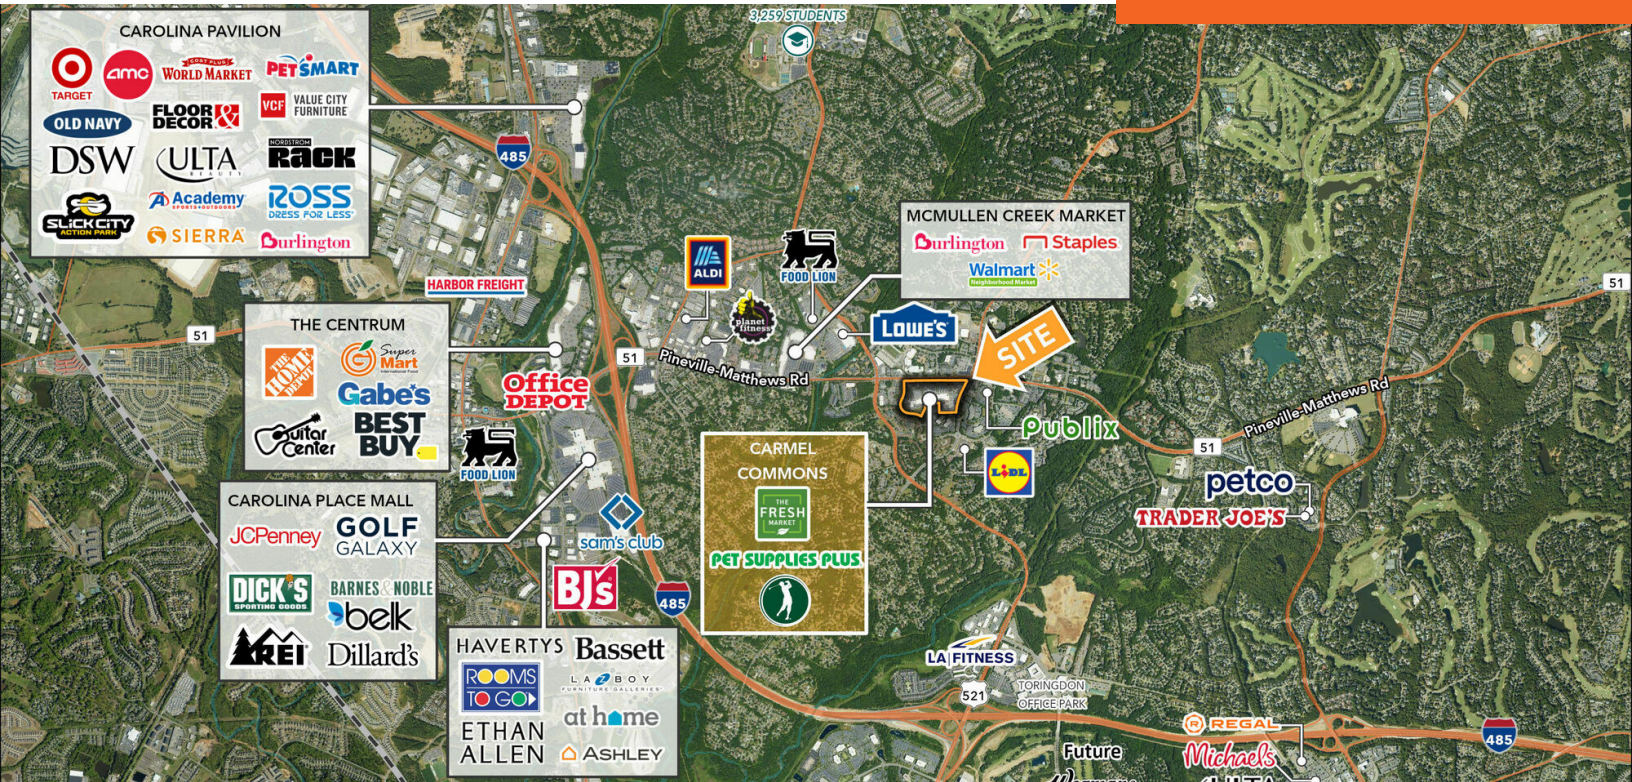 3,259 STUDENTS
CAROLINA PAVILION
TARGET
amc
COST PLUS
WORLD MARKET
PETSMART
OLD NAVY
FLOOR &
DECOR
VCF
VALUE CITY
FURNITURE
DSW
ULTA
BEAUTY
NORDSTROM
RACK
SLICK CITY
ACTION PARK
Academy
SPORTS+OUTDOORS
ROSS
DRESS FOR LESS
SIERRA
Burlington
485
MCMULLEN CREEK MARKET
Burlington
Staples
Walmart
Neighborhood Market
ALDI
FOOD LION
planet
fitness
LOWE'S
SITE
HARBOR FREIGHT
51
51
51
THE CENTRUM
THE
HOME
DEPOT
Super
Mart
International Food
Gabe's
Guitar
Center
BEST
BUY
Office
DEPOT
FOOD LION
51
Pineville-Matthews Rd
Pineville-Matthews Rd
Publix
LIDL
petco
TRADER JOE'S
CARMEL
COMMONS
THE
FRESH
MARKET
PET SUPPLIES PLUS
CAROLINA PLACE MALL
JCPenney
GOLF
GALAXY
DICK'S
SPORTING GOODS
BARNES & NOBLE
belk
REI
Dillard's
sam's club
BJ's
485
HAVERTYS
Bassett
ROOMS
TO GO
LA Z BOY
FURNITURE GALLERIES
ETHAN
ALLEN
at home
ASHLEY
LA|FITNESS
521
TORINGDON
OFFICE PARK
REGAL
Michaels
485
Future